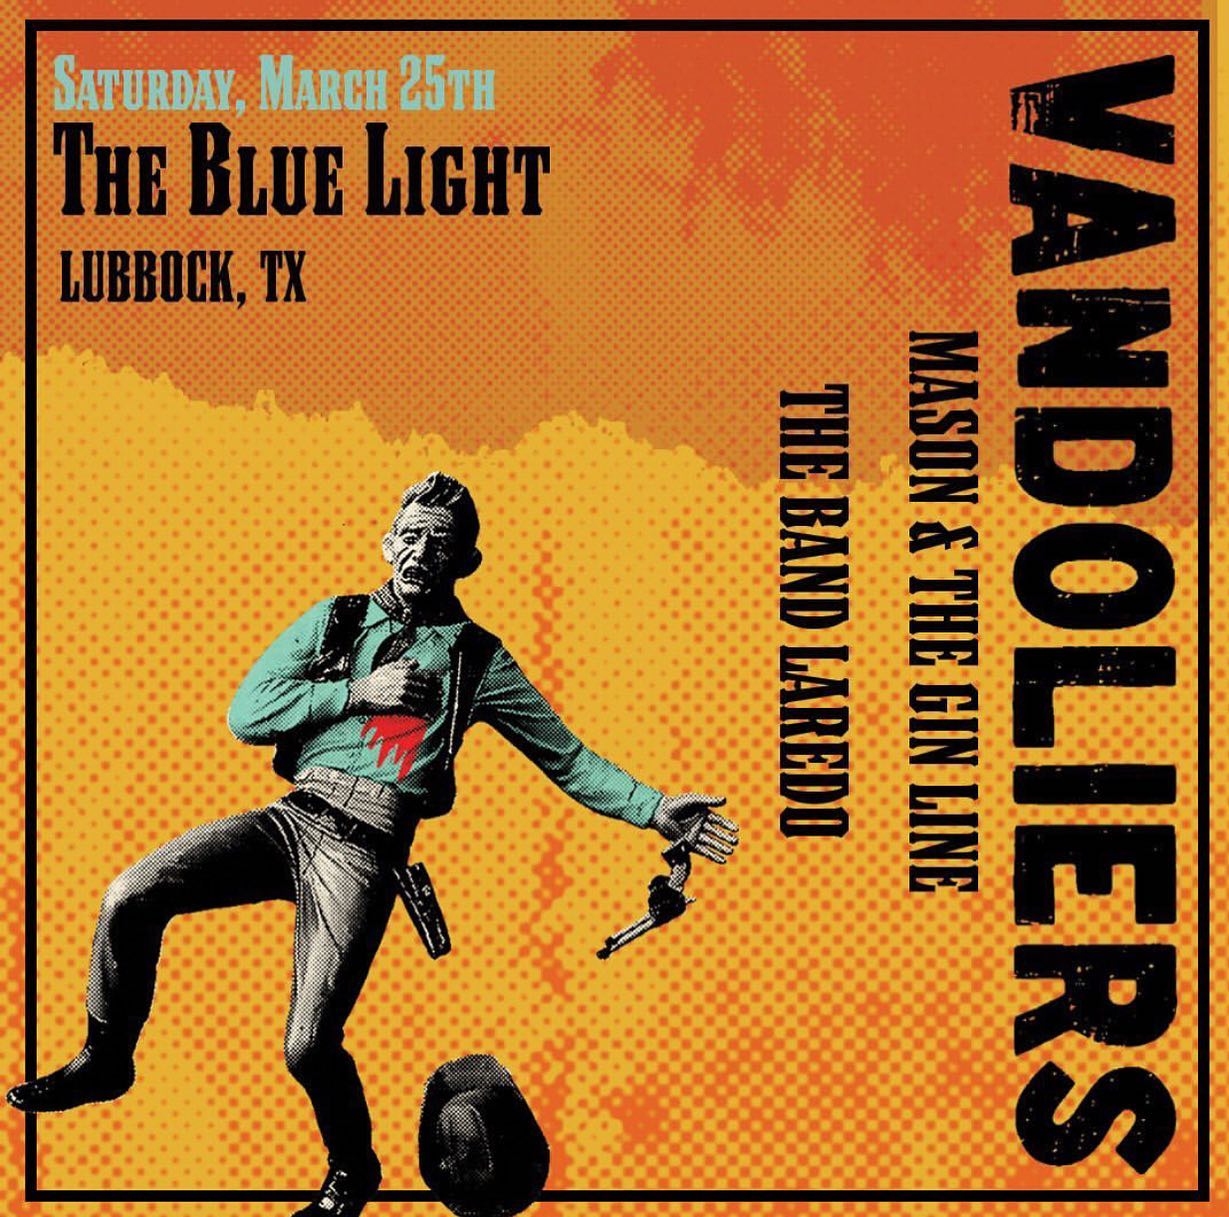 Saturday, March 25th
The Blue Light
LUBBOCK, TX
VANDOLIERS
MASON & THE GIN LINE
THE BAND LAREDO